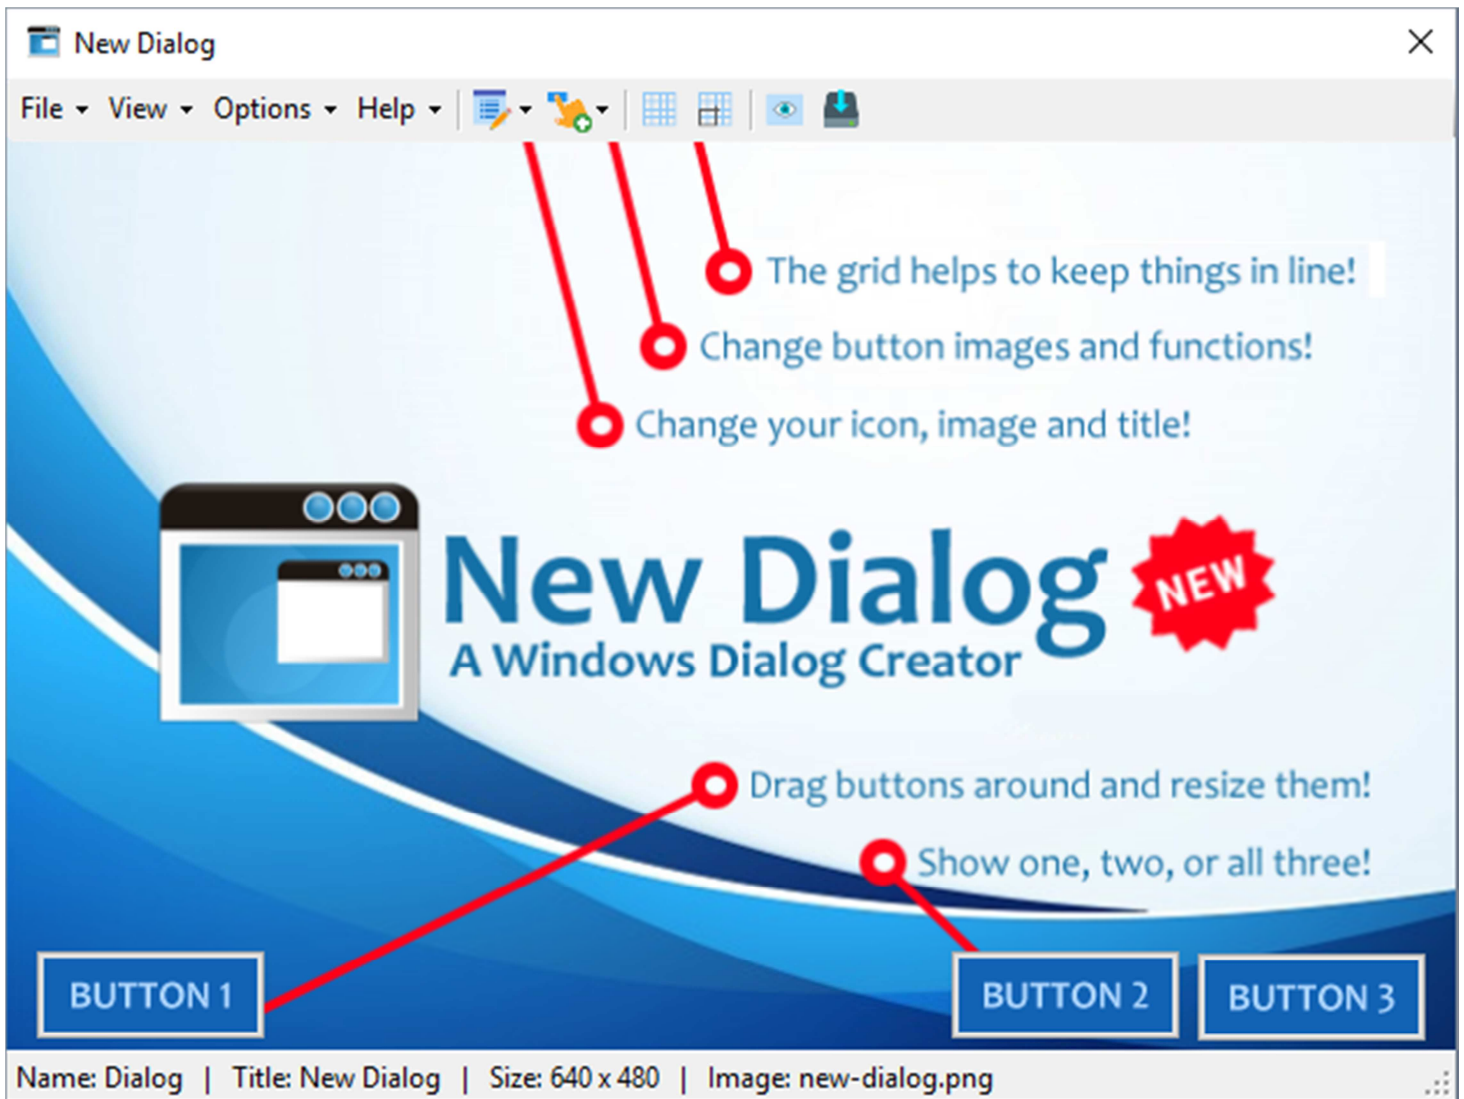 New Dialog
File View Options Help
The grid helps to keep things in line!
Change button images and functions!
Change your icon, image and title!
New Dialog
NEW
A Windows Dialog Creator
Drag buttons around and resize them!
Show one, two, or all three!
BUTTON 1 BUTTON 2 BUTTON 3
Name: Dialog | Title: New Dialog | Size: 640 x 480 | Image: new-dialog.png